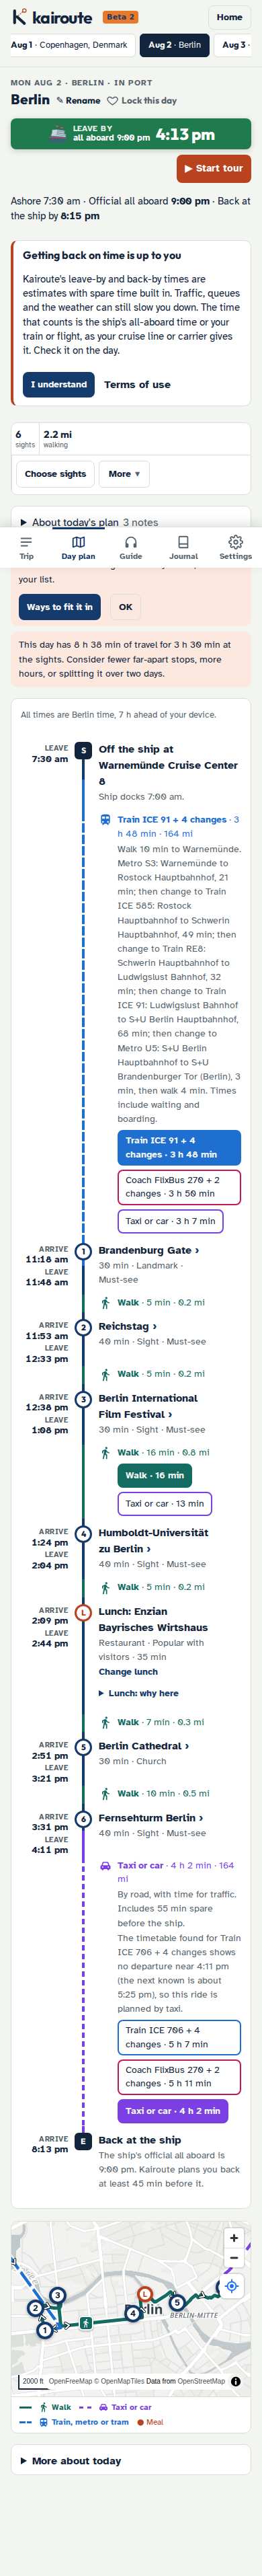 kairoute Beta 2 Home
Aug 1 · Copenhagen, Denmark Aug 2 · Berlin Aug 3 ·
MON AUG 2 · BERLIN · IN PORT
Berlin ✎ Rename Lock this day
LEAVE BY
all aboard 9:00 pm 4:13 pm
▶ Start tour
Ashore 7:30 am · Official all aboard 9:00 pm · Back at
the ship by 8:15 pm
Getting back on time is up to you
Kairoute's leave-by and back-by times are
estimates with spare time built in. Traffic, queues
and the weather can still slow you down. The time
that counts is the ship's all-aboard time or your
train or flight, as your cruise line or carrier gives
it. Check it on the day.
I understand Terms of use
6
sights
2.2 mi
walking
Choose sights More ▾
▶ About today's plan 3 notes
Trip Day plan Guide Journal Settings
your list.
Ways to fit it in OK
This day has 8 h 38 min of travel for 3 h 30 min at
the sights. Consider fewer far-apart stops, more
hours, or splitting it over two days.
All times are Berlin time, 7 h ahead of your device.
LEAVE
7:30 am
S
Off the ship at
Warnemünde Cruise Center
8
Ship docks 7:00 am.
Train ICE 91 + 4 changes · 3
h 48 min · 164 mi
Walk 10 min to Warnemünde.
Metro S3: Warnemünde to
Rostock Hauptbahnhof, 21
min; then change to Train
ICE 585: Rostock
Hauptbahnhof to Schwerin
Hauptbahnhof, 49 min; then
change to Train RE8:
Schwerin Hauptbahnhof to
Ludwigslust Bahnhof, 32
min; then change to Train
ICE 91: Ludwigslust Bahnhof
to S+U Berlin Hauptbahnhof,
68 min; then change to
Metro U5: S+U Berlin
Hauptbahnhof to S+U
Brandenburger Tor (Berlin), 3
min, then walk 4 min. Times
include waiting and
boarding.
Train ICE 91 + 4
changes · 3 h 48 min
Coach FlixBus 270 + 2
changes · 3 h 50 min
Taxi or car · 3 h 7 min
ARRIVE
11:18 am
LEAVE
11:48 am
1
Brandenburg Gate ›
30 min · Landmark ·
Must-see
Walk · 5 min · 0.2 mi
ARRIVE
11:53 am
LEAVE
12:33 pm
2
Reichstag ›
40 min · Sight · Must-see
Walk · 5 min · 0.2 mi
ARRIVE
12:38 pm
LEAVE
1:08 pm
3
Berlin International
Film Festival ›
30 min · Sight · Must-see
Walk · 16 min · 0.8 mi
Walk · 16 min
Taxi or car · 13 min
ARRIVE
1:24 pm
LEAVE
2:04 pm
4
Humboldt-Universität
zu Berlin ›
40 min · Sight · Must-see
Walk · 5 min · 0.2 mi
ARRIVE
2:09 pm
LEAVE
2:44 pm
L
Lunch: Enzian
Bayrisches Wirtshaus
Restaurant · Popular with
visitors · 35 min
Change lunch
▶ Lunch: why here
Walk · 7 min · 0.3 mi
ARRIVE
2:51 pm
LEAVE
3:21 pm
5
Berlin Cathedral ›
30 min · Church
Walk · 10 min · 0.5 mi
ARRIVE
3:31 pm
LEAVE
4:11 pm
6
Fernsehturm Berlin ›
40 min · Sight · Must-see
Taxi or car · 4 h 2 min · 164
mi
By road, with time for traffic.
Includes 55 min spare
before the ship.
The timetable found for Train
ICE 706 + 4 changes shows
no departure near 4:11 pm
(the next known is about
5:25 pm), so this ride is
planned by taxi.
Train ICE 706 + 4
changes · 5 h 7 min
Coach FlixBus 270 + 2
changes · 5 h 11 min
Taxi or car · 4 h 2 min
ARRIVE
8:13 pm
E
Back at the ship
The ship's official all aboard is
9:00 pm. Kairoute plans you back
at least 45 min before it.
3
2
1
4
L
5
BERLIN-MITTE
+
−
2000 ft OpenFreeMap © OpenMapTiles Data from OpenStreetMap
Walk Taxi or car
Train, metro or tram Meal
▶ More about today